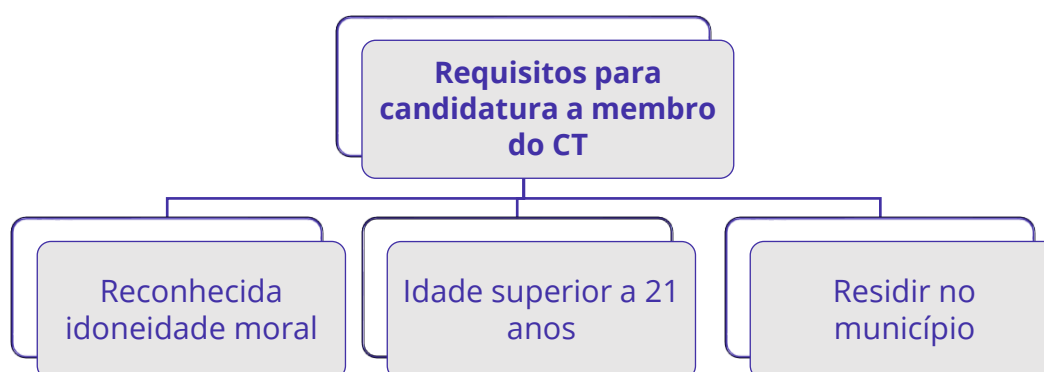 Requisitos para
candidatura a membro
do CT
Reconhecida
idoneidade moral
Idade superior a 21
anos
Residir no
município